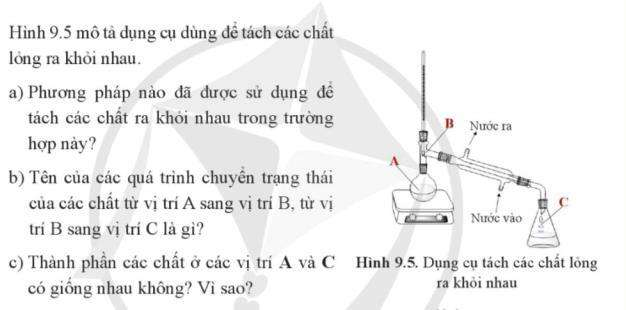 Hình 9.5 mô tả dụng cụ dùng để tách các chất
lỏng ra khỏi nhau.
a) Phương pháp nào đã được sử dụng để
tách các chất ra khỏi nhau trong trường
hợp này?
b) Tên của các quá trình chuyển trạng thái
của các chất từ vị trí A sang vị trí B, từ vị
trí B sang vị trí C là gì?
c) Thành phần các chất ở các vị trí A và C
có giống nhau không? Vì sao?
B
Nước ra
A
C
Nước vào
Hình 9.5. Dụng cụ tách các chất lỏng
ra khỏi nhau